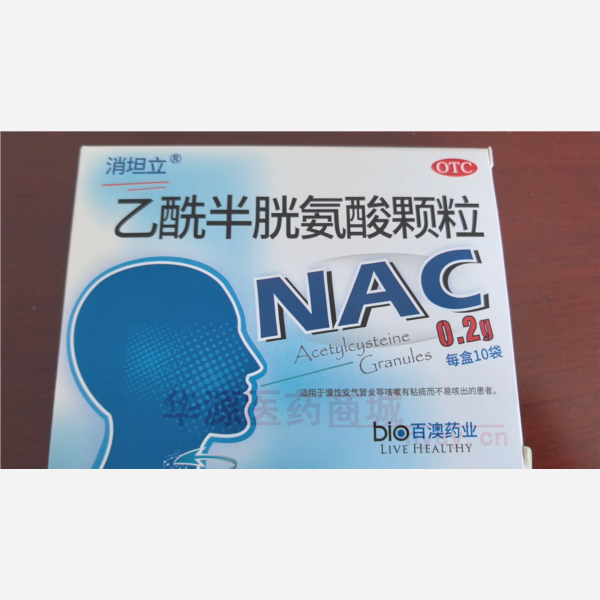 消坦立®
OTC
乙酰半胱氨酸颗粒
NAC
Acetylcysteine
Granules
0.2g
每盒10袋
适用于慢性支气管炎等咳嗽有粘痰而不易咳出的患者。
华源医药商城
.cn
bio百澳药业
LIVE HEALTHY